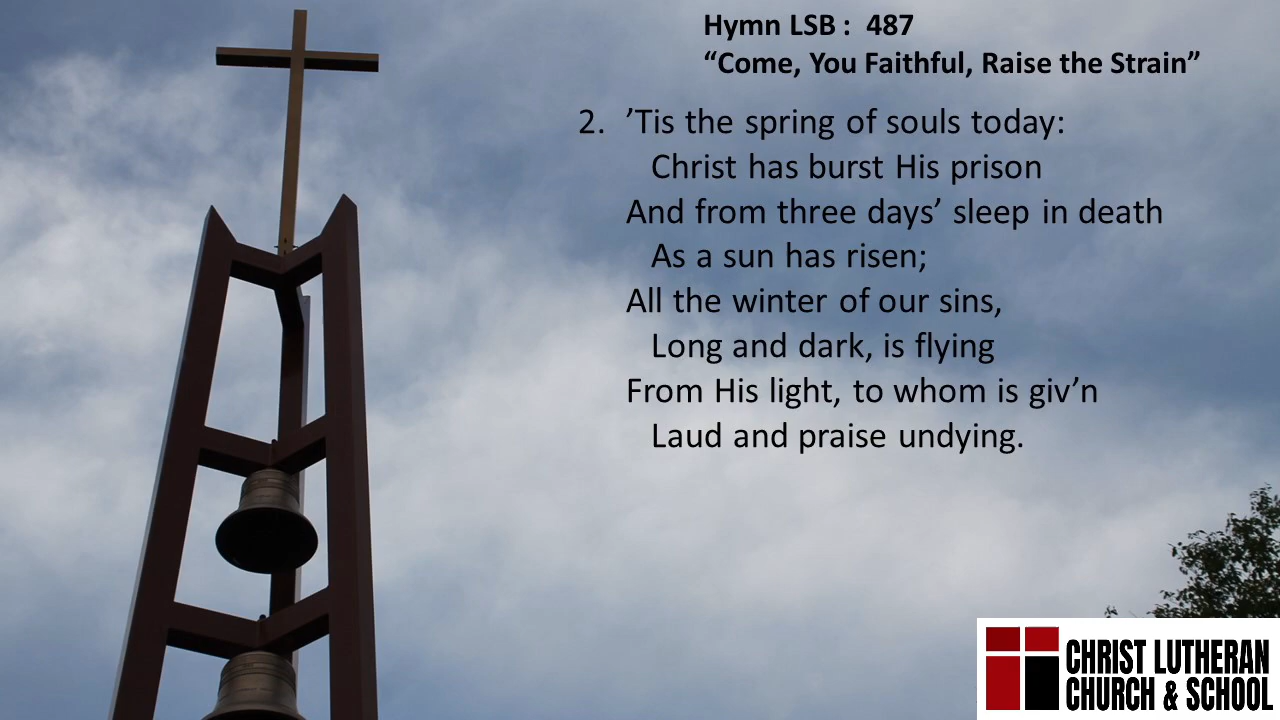 Hymn LSB :  487
“Come, You Faithful, Raise the Strain”
2.  ’Tis the spring of souls today:
Christ has burst His prison
And from three days’ sleep in death
As a sun has risen;
All the winter of our sins,
Long and dark, is flying
From His light, to whom is giv’n
Laud and praise undying.
CHRIST LUTHERAN
CHURCH & SCHOOL